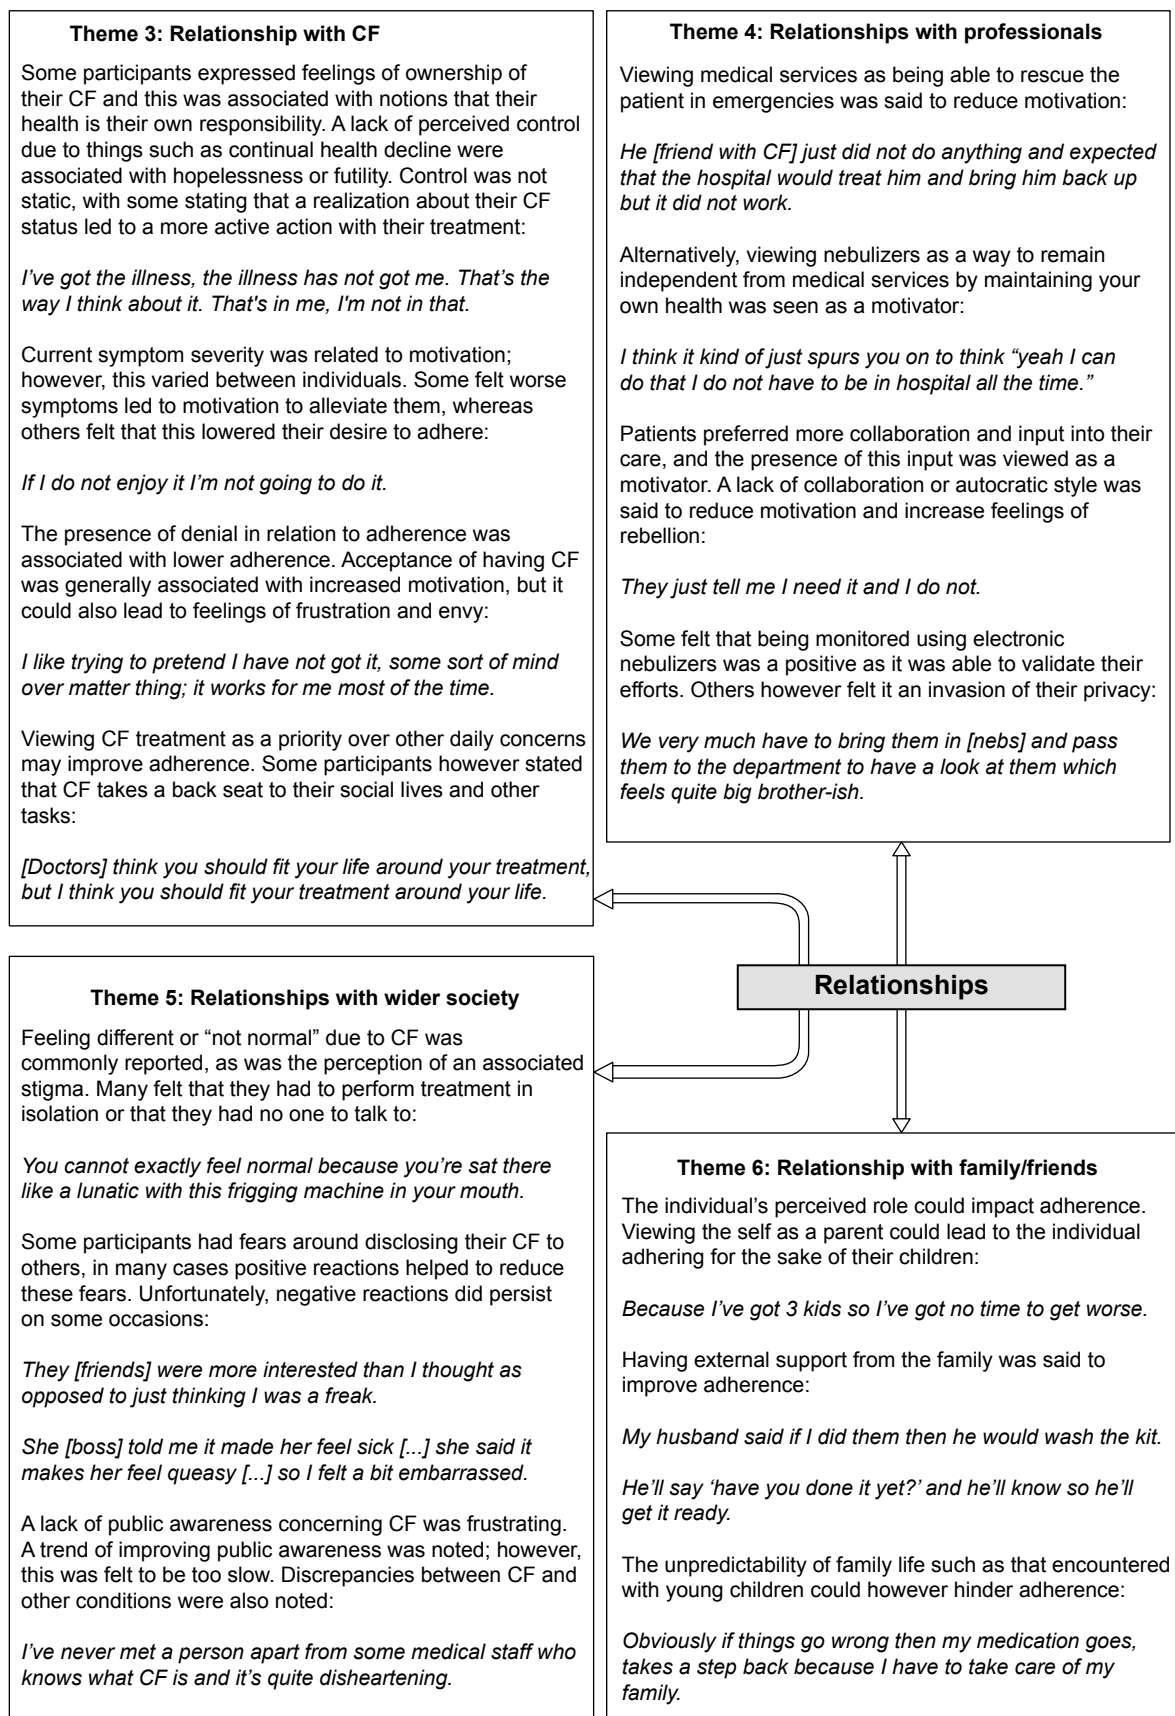 Theme 3: Relationship with CF
Some participants expressed feelings of ownership of
their CF and this was associated with notions that their
health is their own responsibility. A lack of perceived control
due to things such as continual health decline were
associated with hopelessness or futility. Control was not
static, with some stating that a realization about their CF
status led to a more active action with their treatment:
I’ve got the illness, the illness has not got me. That’s the
way I think about it. That's in me, I'm not in that.
Current symptom severity was related to motivation;
however, this varied between individuals. Some felt worse
symptoms led to motivation to alleviate them, whereas
others felt that this lowered their desire to adhere:
If I do not enjoy it I’m not going to do it.
The presence of denial in relation to adherence was
associated with lower adherence. Acceptance of having CF
was generally associated with increased motivation, but it
could also lead to feelings of frustration and envy:
I like trying to pretend I have not got it, some sort of mind
over matter thing; it works for me most of the time.
Viewing CF treatment as a priority over other daily concerns
may improve adherence. Some participants however stated
that CF takes a back seat to their social lives and other
tasks:
[Doctors] think you should fit your life around your treatment,
but I think you should fit your treatment around your life.
Theme 4: Relationships with professionals
Viewing medical services as being able to rescue the
patient in emergencies was said to reduce motivation:
He [friend with CF] just did not do anything and expected
that the hospital would treat him and bring him back up
but it did not work.
Alternatively, viewing nebulizers as a way to remain
independent from medical services by maintaining your
own health was seen as a motivator:
I think it kind of just spurs you on to think “yeah I can
do that I do not have to be in hospital all the time.”
Patients preferred more collaboration and input into their
care, and the presence of this input was viewed as a
motivator. A lack of collaboration or autocratic style was
said to reduce motivation and increase feelings of
rebellion:
They just tell me I need it and I do not.
Some felt that being monitored using electronic
nebulizers was a positive as it was able to validate their
efforts. Others however felt it an invasion of their privacy:
We very much have to bring them in [nebs] and pass
them to the department to have a look at them which
feels quite big brother-ish.
Relationships
Theme 5: Relationships with wider society
Feeling different or “not normal” due to CF was
commonly reported, as was the perception of an associated
stigma. Many felt that they had to perform treatment in
isolation or that they had no one to talk to:
You cannot exactly feel normal because you’re sat there
like a lunatic with this frigging machine in your mouth.
Some participants had fears around disclosing their CF to
others, in many cases positive reactions helped to reduce
these fears. Unfortunately, negative reactions did persist
on some occasions:
They [friends] were more interested than I thought as
opposed to just thinking I was a freak.
She [boss] told me it made her feel sick [...] she said it
makes her feel queasy [...] so I felt a bit embarrassed.
A lack of public awareness concerning CF was frustrating.
A trend of improving public awareness was noted; however,
this was felt to be too slow. Discrepancies between CF and
other conditions were also noted:
I’ve never met a person apart from some medical staff who
knows what CF is and it’s quite disheartening.
Theme 6: Relationship with family/friends
The individual’s perceived role could impact adherence.
Viewing the self as a parent could lead to the individual
adhering for the sake of their children:
Because I’ve got 3 kids so I’ve got no time to get worse.
Having external support from the family was said to
improve adherence:
My husband said if I did them then he would wash the kit.
He’ll say ‘have you done it yet?’ and he’ll know so he’ll
get it ready.
The unpredictability of family life such as that encountered
with young children could however hinder adherence:
Obviously if things go wrong then my medication goes,
takes a step back because I have to take care of my
family.